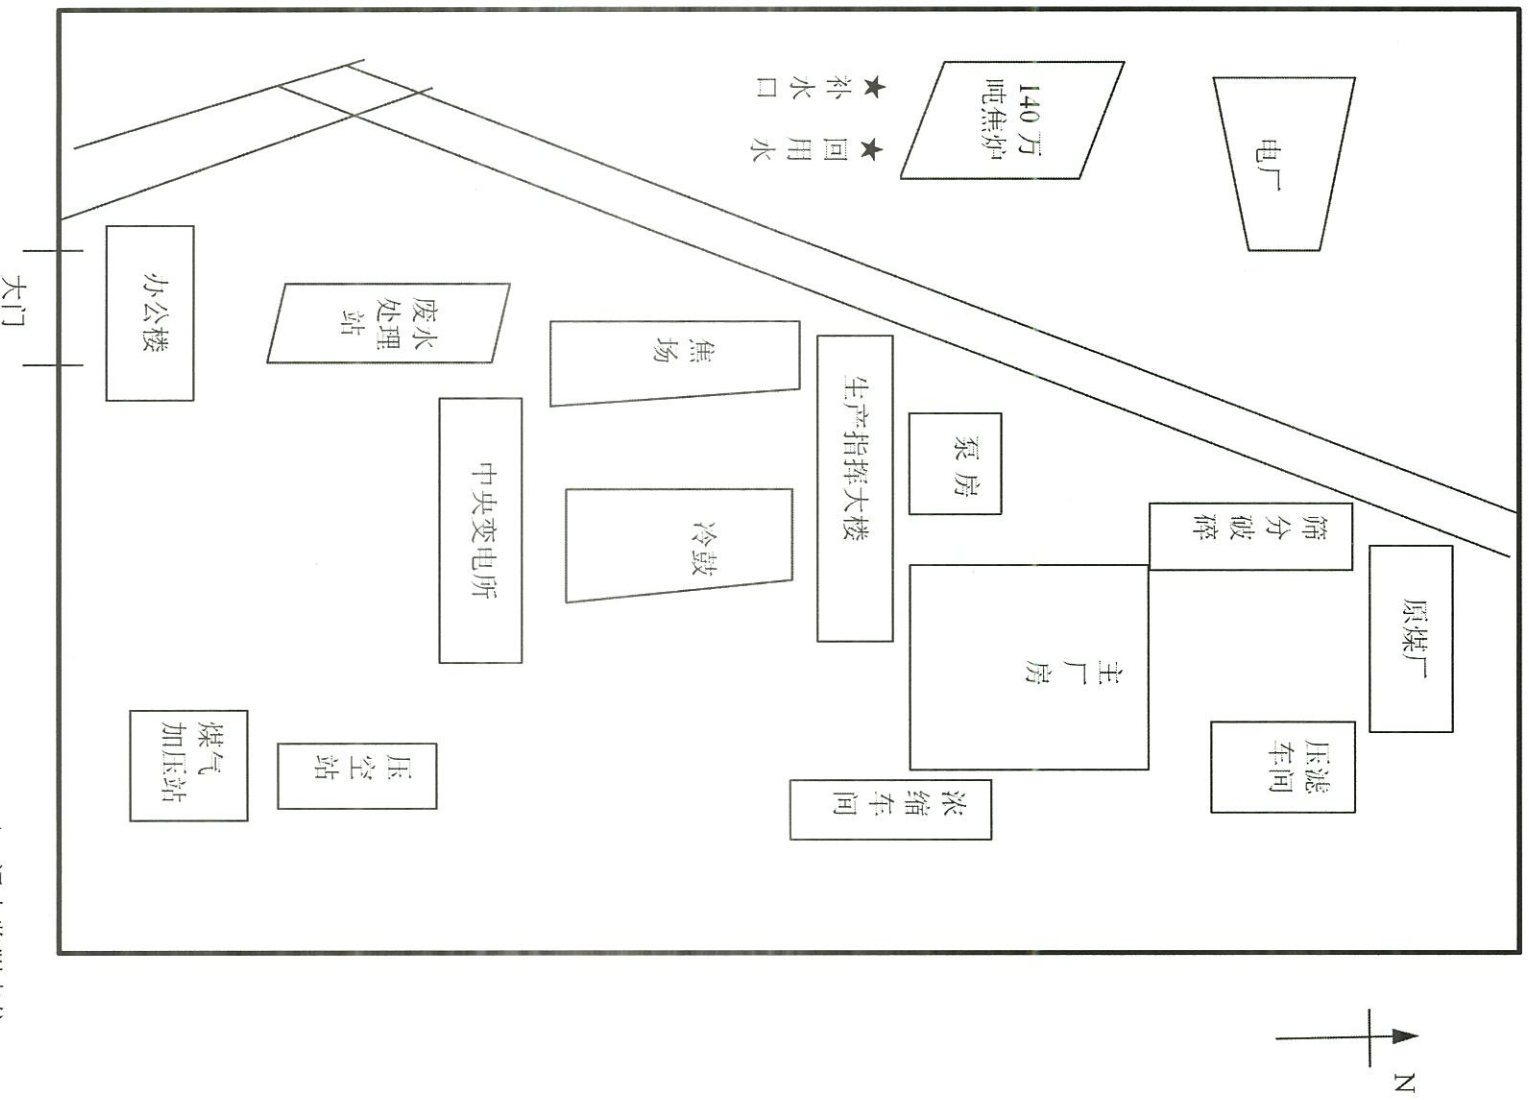 N
电厂
原煤厂
筛分破碎
压滤车间
140万
吨焦炉
主厂房
泵房
浓缩车间
★补水口
★回用水
生产指挥大楼
焦场
冷鼓
中央变电所
废水
处理
站
压空站
煤气
加压站
办公楼
大门